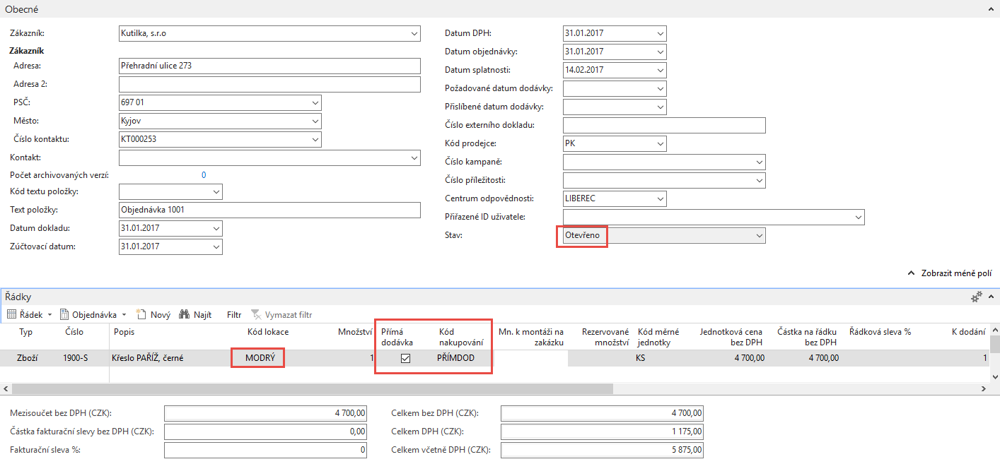 Obecné
Zákazník: Kutilka, s.r.o
Zákazník
Adresa: Přehradní ulice 273
Adresa 2:
PSČ: 697 01
Město: Kyjov
Číslo kontaktu: KT000253
Kontakt:
Počet archivovaných verzí: 0
Kód textu položky:
Text položky: Objednávka 1001
Datum dokladu: 31.01.2017
Zúčtovací datum: 31.01.2017
Datum DPH: 31.01.2017
Datum objednávky: 31.01.2017
Datum splatnosti: 14.02.2017
Požadované datum dodávky:
Přislíbené datum dodávky:
Číslo externího dokladu:
Kód prodejce: PK
Číslo kampaně:
Číslo příležitosti:
Centrum odpovědnosti: LIBEREC
Přiřazené ID uživatele:
Stav: Otevřeno
Zobrazit méně polí
Řádky
Řádek Objednávka Nový Najít Filtr Vymazat filtr
Typ Číslo Popis Kód lokace Množství Přímá dodávka Kód nakupování Mn. k montáži na zakázku Rezervované množství Kód měrné jednotky Jednotková cena bez DPH Částka na řádku bez DPH Řádková sleva % K dodání
Zboží 1900-S Křeslo PAŘÍŽ, černé MODRÝ 1 PŘÍMDOD KS 4 700,00 4 700,00 1
Mezisoučet bez DPH (CZK): 4 700,00
Částka fakturační slevy bez DPH (CZK): 0,00
Fakturační sleva %: 0
Celkem bez DPH (CZK): 4 700,00
Celkem DPH (CZK): 1 175,00
Celkem včetně DPH (CZK): 5 875,00